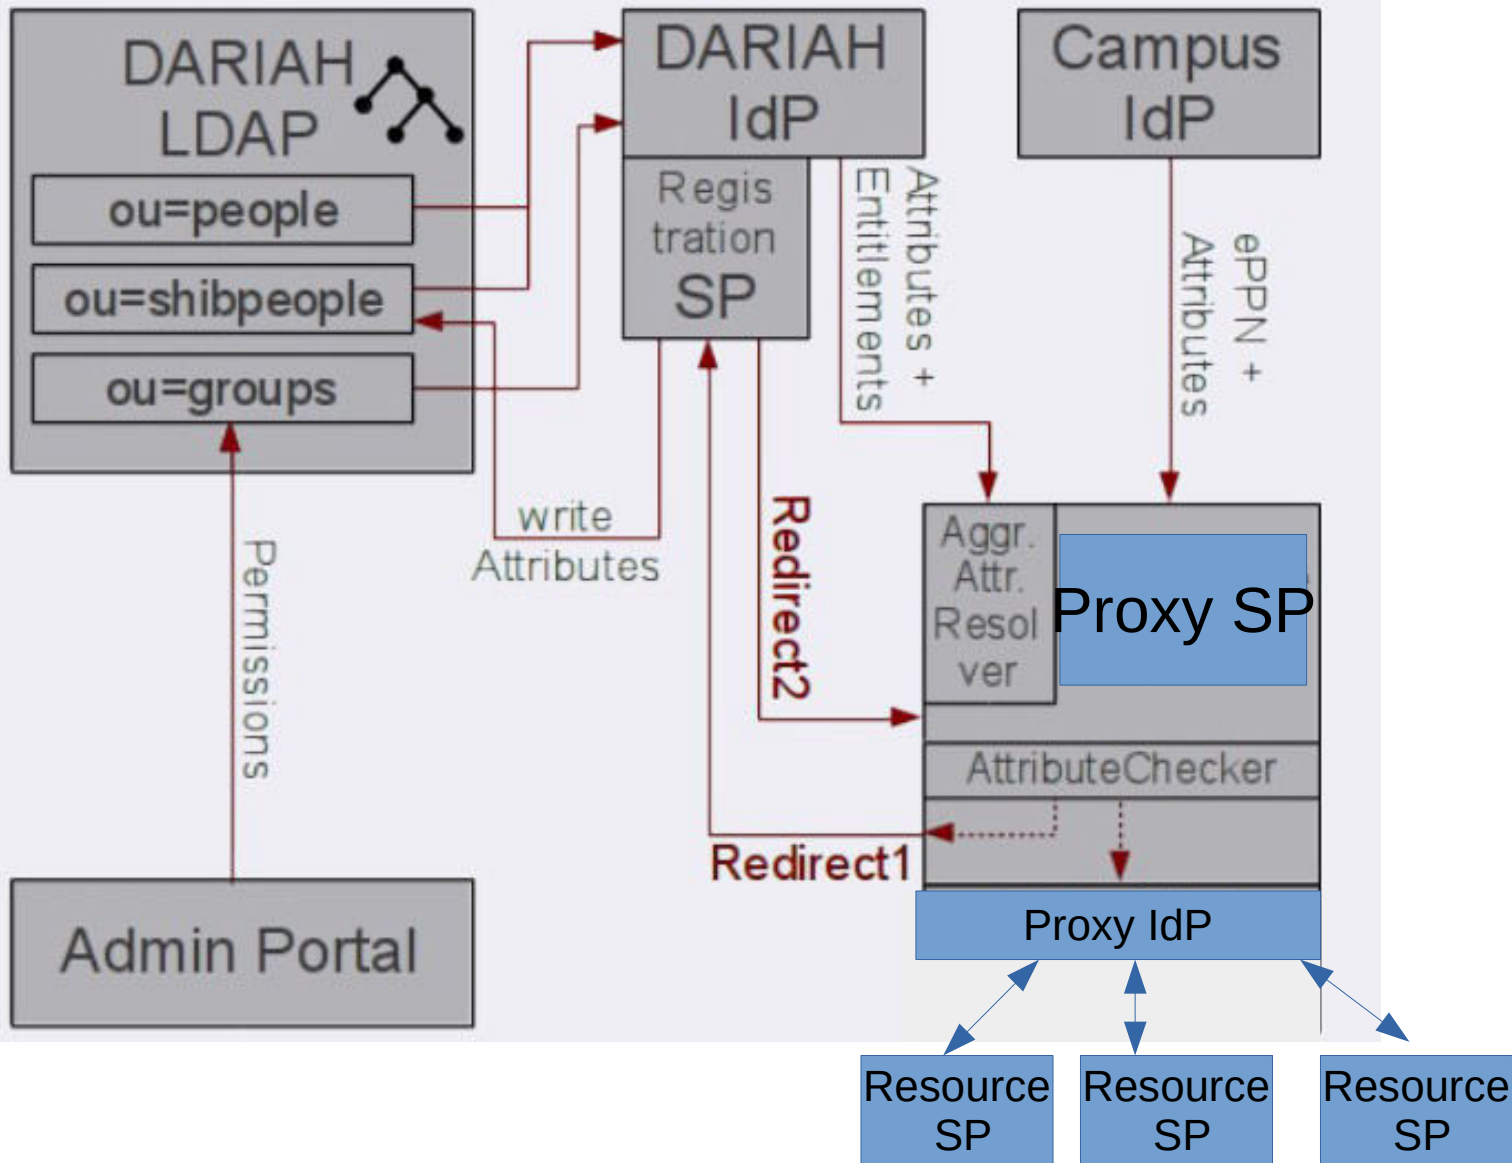 DARIAH
LDAP
ou=people
ou=shibpeople
ou=groups
DARIAH
IdP
Regis
tration
SP
Campus
IdP
Attributes +
Entitlements
ePPN +
Attributes
write
Attributes
Permissions
Redirect2
Redirect1
Aggr.
Attr.
Resol
ver
Proxy SP
AttributeChecker
Admin Portal
Proxy IdP
Resource
SP
Resource
SP
Resource
SP